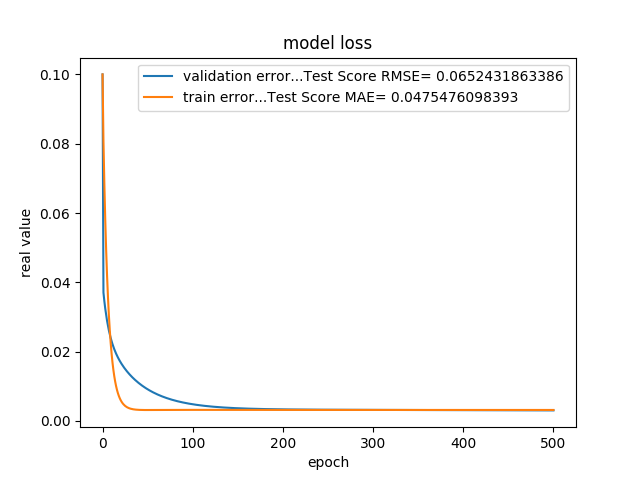 model loss
validation error...Test Score RMSE= 0.0652431863386
train error...Test Score MAE= 0.0475476098393
real value
0.10
0.08
0.06
0.04
0.02
0.00
0 100 200 300 400 500
epoch